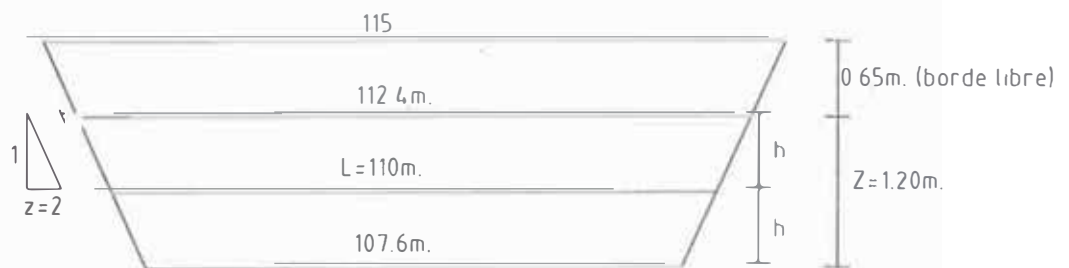 115
0 65m. (borde libre)
112 4m.
1
h
L=110m.
Z=1.20m.
z=2
h
107.6m.